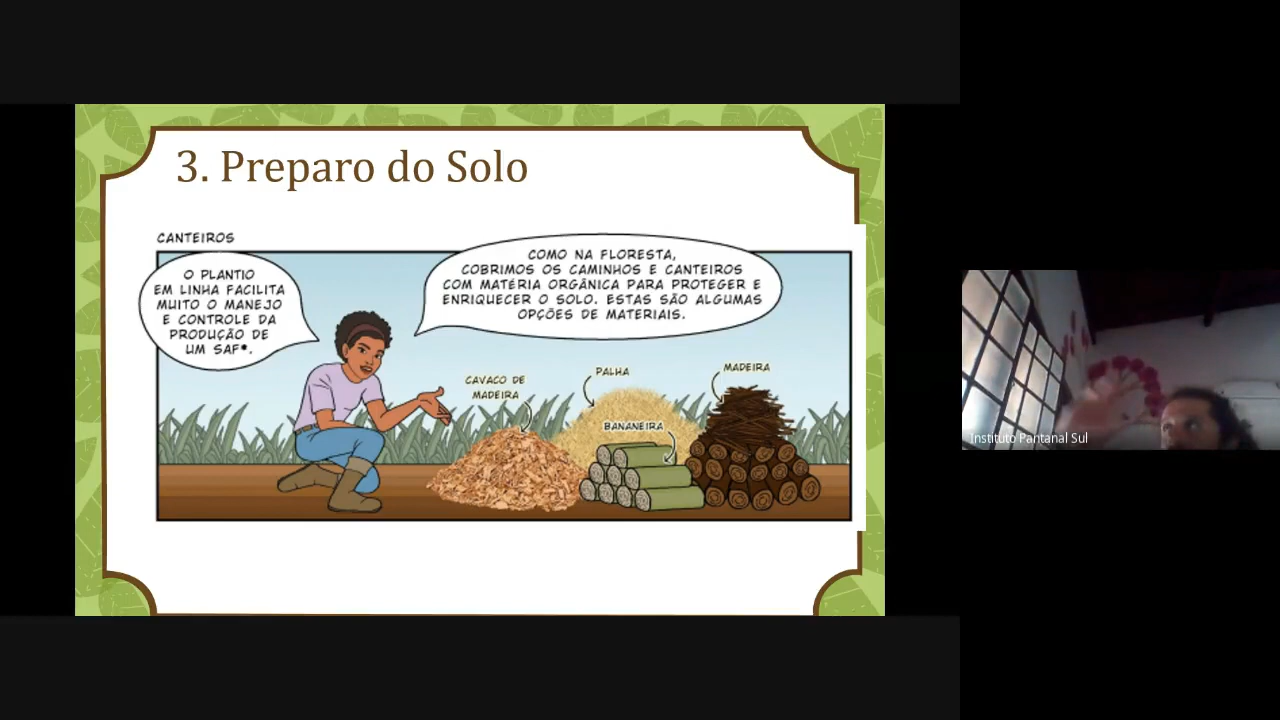 3. Preparo do Solo
CANTEIROS
O PLANTIO
EM LINHA FACILITA
MUITO O MANEJO
E CONTROLE DA
PRODUÇÃO DE
UM SAF*.
COMO NA FLORESTA,
COBRIMOS OS CAMINHOS E CANTEIROS
COM MATÉRIA ORGÂNICA PARA PROTEGER E
ENRIQUECER O SOLO. ESTAS SÃO ALGUMAS
OPÇÕES DE MATERIAIS.
CAVACO DE
MADEIRA
PALHA
BANANEIRA
MADEIRA
Instituto Pantanal Sul